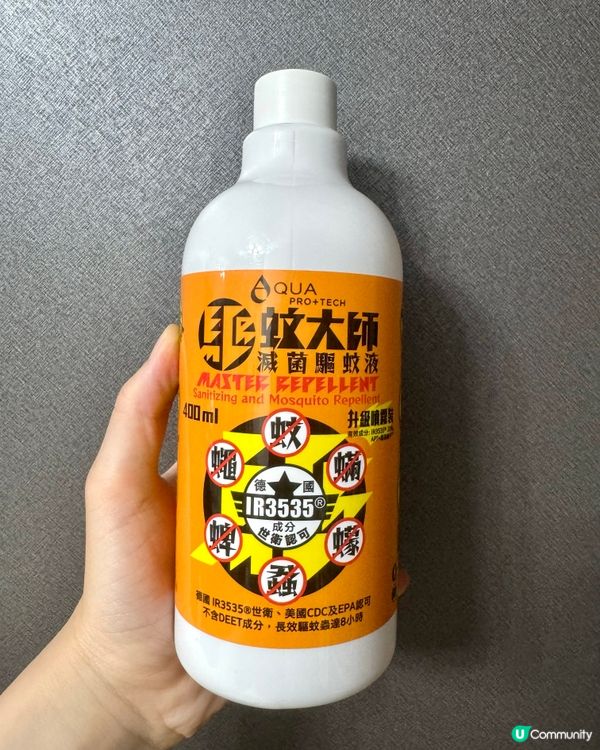 AQUA
PRO+TECH
驅蚊大師
滅菌驅蚊液
MASTER REPELLENT
Sanitizing and Mosquito Repellent
400ml
升級噴霧裝
蚊
蠅
蟎
德國
IR3535®
成分
世衛認可
蜱
蠓
蝨
德國 IR3535®世衛、美國CDC及EPA認可
不含DEET成分,長效驅蚊蟲達8小時
U Community